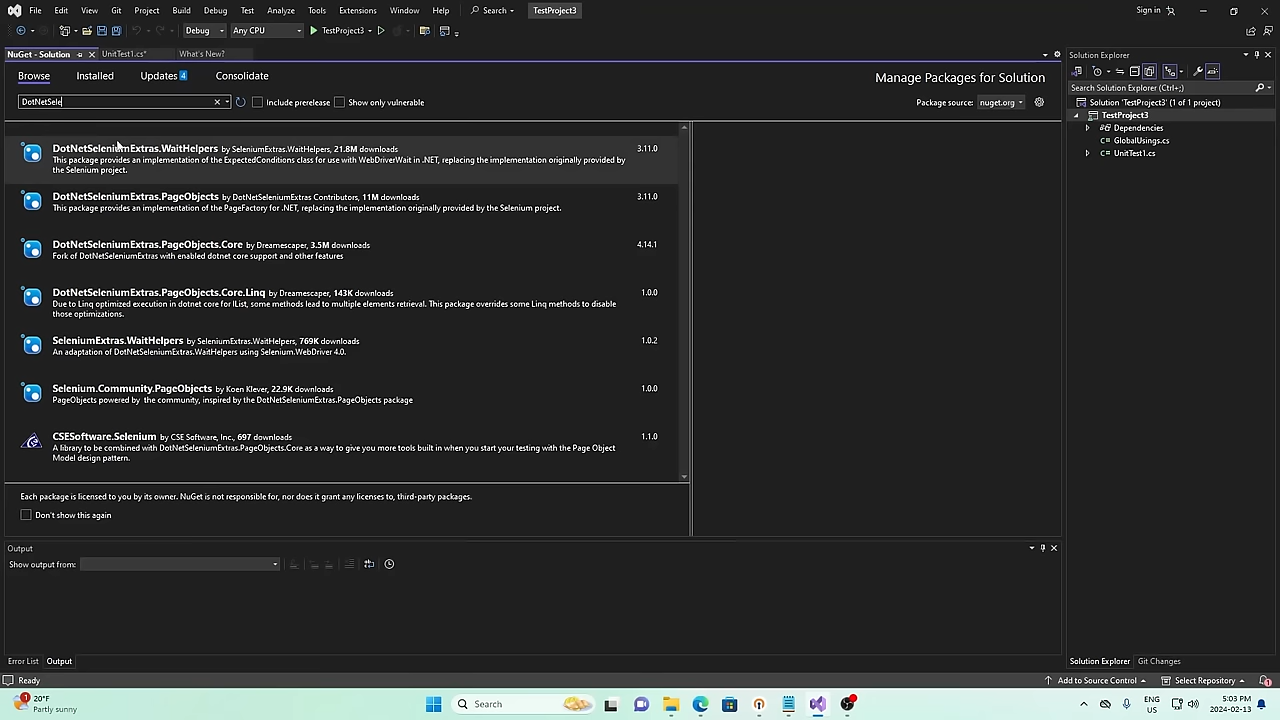 File Edit View Git Project Build Debug Test Analyze Tools Extensions Window Help Search TestProject3 Sign in
Debug Any CPU TestProject3
NuGet - Solution UnitTest1.cs* What's New?
Browse Installed Updates 4 Consolidate
Manage Packages for Solution
DotNetSele Include prerelease Show only vulnerable
Package source: nuget.org
DotNetSeleniumExtras.WaitHelpers by SeleniumExtras.WaitHelpers, 21.8M downloads 3.11.0
This package provides an implementation of the ExpectedConditions class for use with WebDriverWait in .NET, replacing the implementation originally provided by
the Selenium project.
DotNetSeleniumExtras.PageObjects by DotNetSeleniumExtras Contributors, 11M downloads 3.11.0
This package provides an implementation of the PageFactory for .NET, replacing the implementation originally provided by the Selenium project.
DotNetSeleniumExtras.PageObjects.Core by Dreamescaper, 3.5M downloads 4.14.1
Fork of DotNetSeleniumExtras with enabled dotnet core support and other features
DotNetSeleniumExtras.PageObjects.Core.Linq by Dreamescaper, 143K downloads 1.0.0
Due to Linq optimized execution in dotnet core for IList, some methods lead to multiple elements retrieval. This package overrides some Linq methods to disable
those optimizations.
SeleniumExtras.WaitHelpers by SeleniumExtras.WaitHelpers, 769K downloads 1.0.2
An adaptation of DotNetSeleniumExtras.WaitHelpers using Selenium.WebDriver 4.0.
Selenium.Community.PageObjects by Koen Klever, 22.9K downloads 1.0.0
PageObjects powered by the community, inspired by the DotNetSeleniumExtras.PageObjects package
CSESoftware.Selenium by CSE Software, Inc., 697 downloads 1.1.0
A library to be combined with DotNetSeleniumExtras.PageObjects.Core as a way to give you more tools built in when you start your testing with the Page Object
Model design pattern.
Each package is licensed to you by its owner. NuGet is not responsible for, nor does it grant any licenses to, third-party packages.
Don't show this again
Solution Explorer
Search Solution Explorer (Ctrl+;)
Solution 'TestProject3' (1 of 1 project)
TestProject3
Dependencies
GlobalUsings.cs
UnitTest1.cs
Output
Show output from:
Error List Output
Solution Explorer Git Changes
Ready
Add to Source Control Select Repository 1
1 20°F
Partly sunny
Search
ENG
US
5:03 PM
2024-02-13